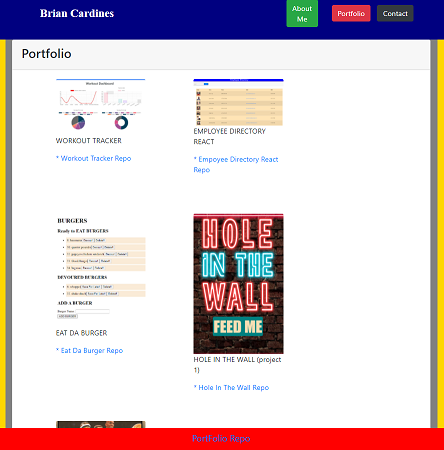 Brian Cardines
About
Me
Portfolio
Contact
Portfolio
Workout Dashboard
WORKOUT TRACKER
* Workout Tracker Repo
EMPLOYEE DIRECTORY
REACT
* Empoyee Directory React
Repo
BURGERS
Ready to EAT BURGERS
DEVOURED BURGERS
ADD A BURGER
EAT DA BURGER
* Eat Da Burger Repo
HOLE
IN THE
WALL
FEED ME
HOLE IN THE WALL (project
1)
* Hole In The Wall Repo
PortFolio Repo